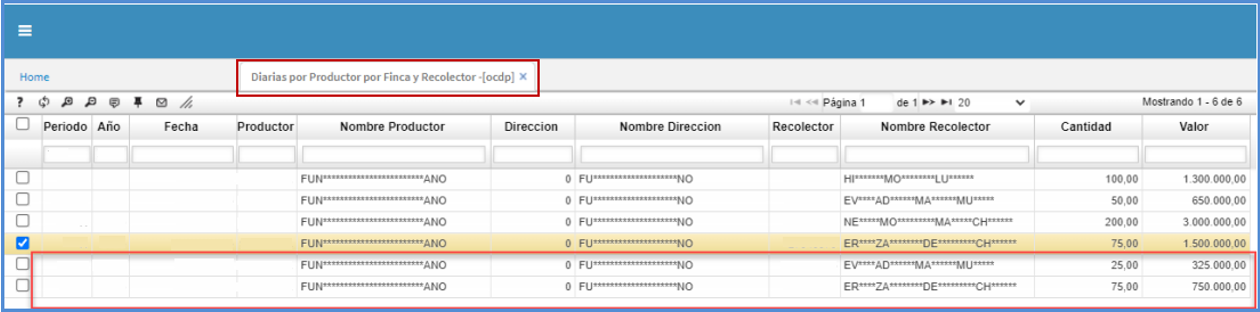 Home Diarias por Productor por Finca y Recolector -[ocdp] ×
? Página 1 de 1 20 Mostrando 1 - 6 de 6
Periodo Año Fecha Productor Nombre Productor Direccion Nombre Direccion Recolector Nombre Recolector Cantidad Valor
FUN************************ANO 0 FU*********************NO HI*******MO********LU****** 100,00 1.300.000,00
FUN************************ANO 0 FU*********************NO EV****AD******MA******MU***** 50,00 650.000,00
FUN************************ANO 0 FU*********************NO NE****MO*********MA*****CH****** 200,00 3.000.000,00
FUN************************ANO 0 FU*********************NO ER****ZA********DE*********CH****** 75,00 1.500.000,00
FUN************************ANO 0 FU*********************NO EV****AD******MA******MU***** 25,00 325.000,00
FUN************************ANO 0 FU*********************NO ER****ZA********DE*********CH****** 75,00 750.000,00